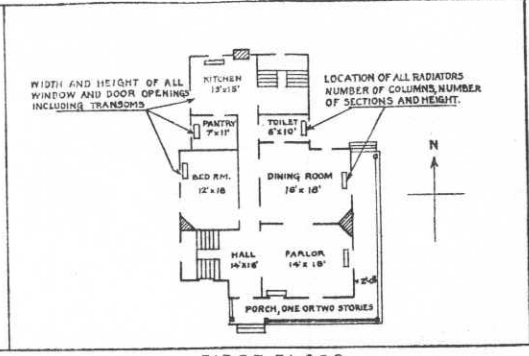 WIDTH AND HEIGHT OF ALL
WINDOW AND DOOR OPENINGS
INCLUDING TRANSOMS
LOCATION OF ALL RADIATORS
NUMBER OF COLUMNS, NUMBER
OF SECTIONS AND HEIGHT.
KITCHEN
13'x15'
PANTRY
7'x11'
TOILET
6'x10'
BED RM.
12'x18
DINING ROOM
16'x18'
HALL
14'x18'
PARLOR
14'x18'
PORCH, ONE OR TWO STORIES
N